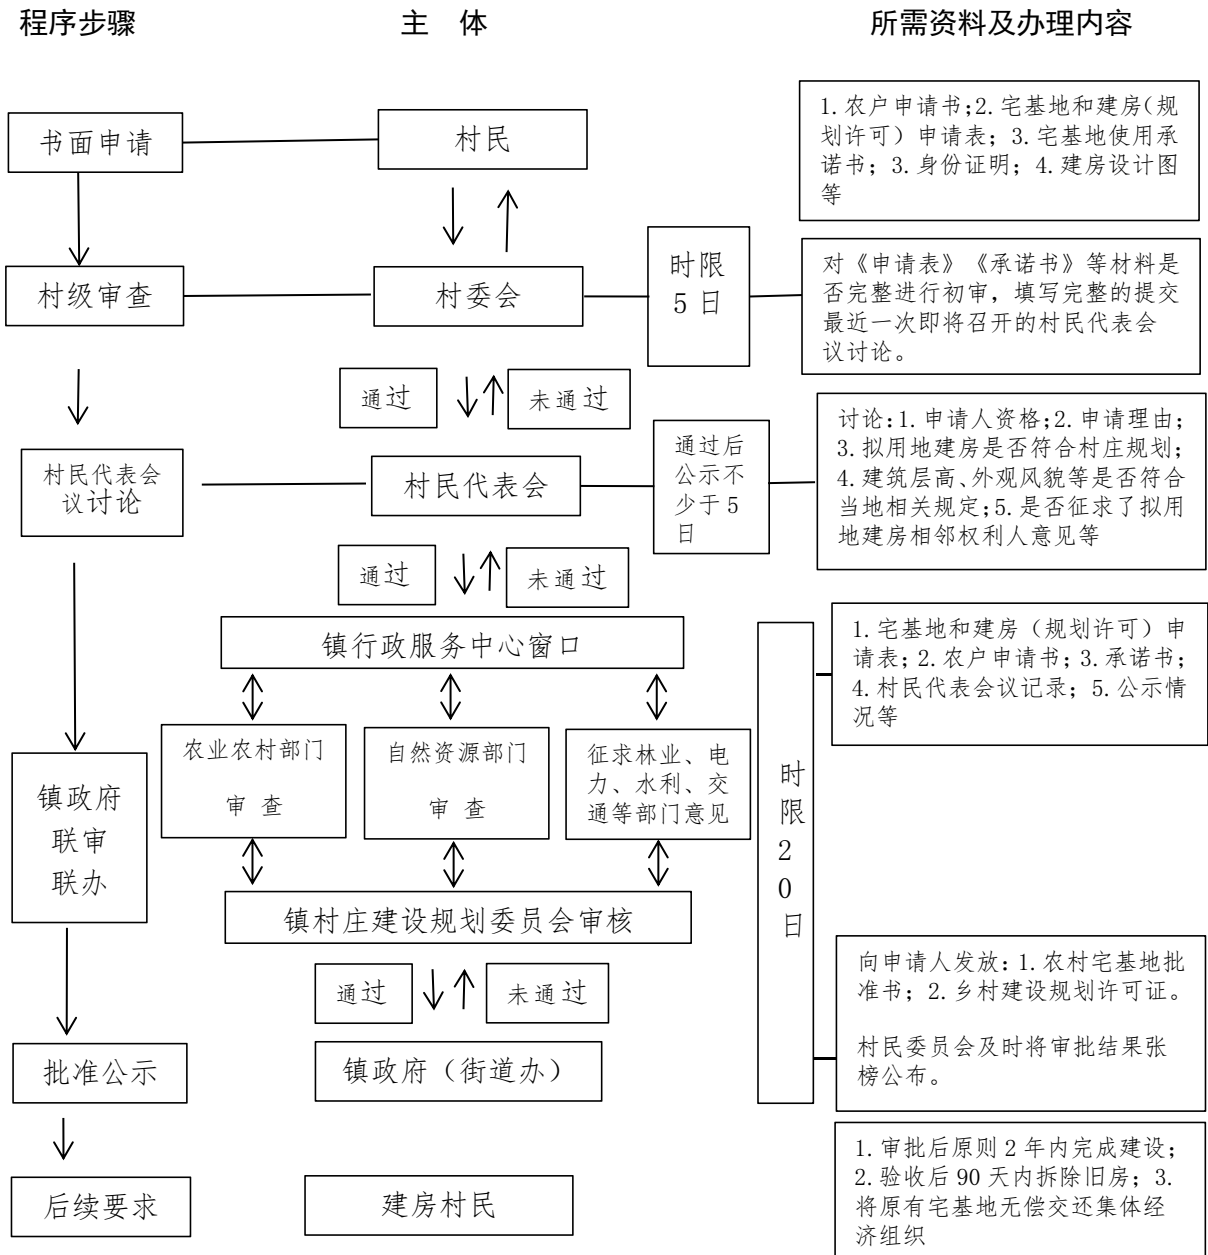 程序步骤
主 体
所需资料及办理内容
书面申请
村民
1.农户申请书;2.宅基地和建房(规
划许可)申请表;3.宅基地使用承
诺书;3.身份证明;4.建房设计图
等
村级审查
村委会
时限
5日
对《申请表》《承诺书》等材料是
否完整进行初审,填写完整的提交
最近一次即将召开的村民代表会
议讨论。
通过
未通过
村民代表会
议讨论
村民代表会
通过后
公示不
少于5
日
讨论:1.申请人资格;2.申请理由;
3.拟用地建房是否符合村庄规划;
4.建筑层高、外观风貌等是否符合
当地相关规定;5.是否征求了拟用
地建房相邻权利人意见等
通过
未通过
镇行政服务中心窗口
1.宅基地和建房(规划许可)申
请表;2.农户申请书;3.承诺书;
4.村民代表会议记录;5.公示情
况等
镇政府
联审
联办
农业农村部门
审 查
自然资源部门
审 查
征求林业、电
力、水利、交
通等部门意见
时
限
2
0
日
镇村庄建设规划委员会审核
通过
未通过
向申请人发放:1.农村宅基地批
准书;2.乡村建设规划许可证。
村民委员会及时将审批结果张
榜公布。
批准公示
镇政府(街道办)
后续要求
建房村民
1.审批后原则2年内完成建设;
2.验收后90天内拆除旧房;3.
将原有宅基地无偿交还集体经
济组织